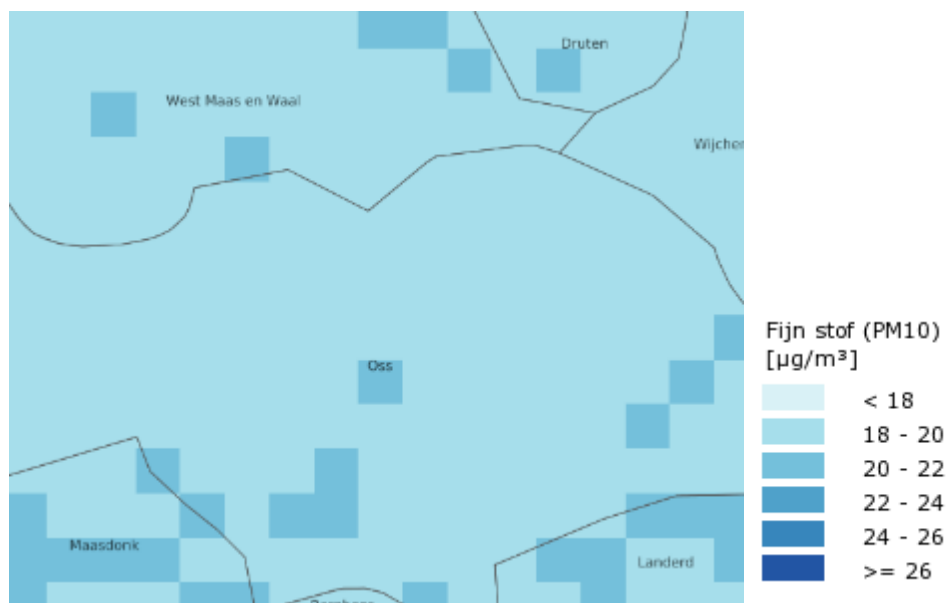 Druten
West Maas en Waal
Wijchen
Oss
Maasdonk
Landerd
Fijn stof (PM10)
[µg/m³]
< 18
18 - 20
20 - 22
22 - 24
24 - 26
>= 26